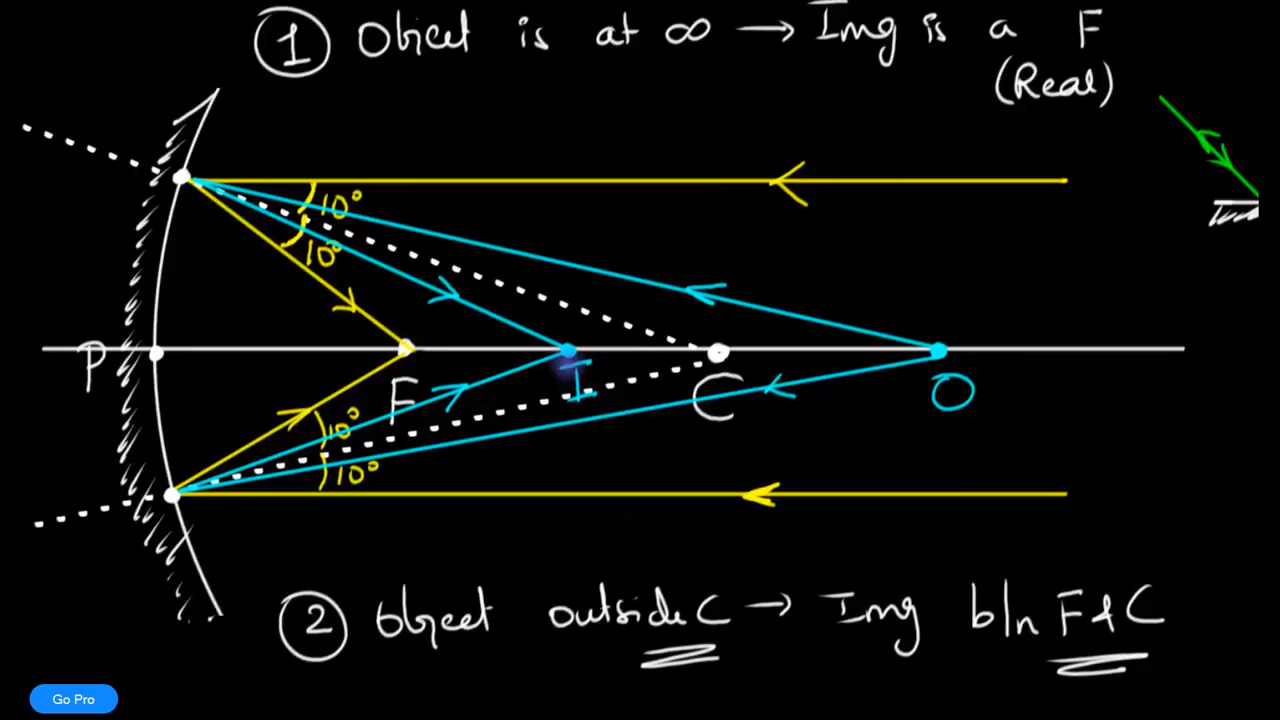 1 Object is at ∞ → Img is a F
(Real)
10°
10°
P
F
I
C
O
10°
10°
2 Object outside C → Img b/n F & C
Go Pro